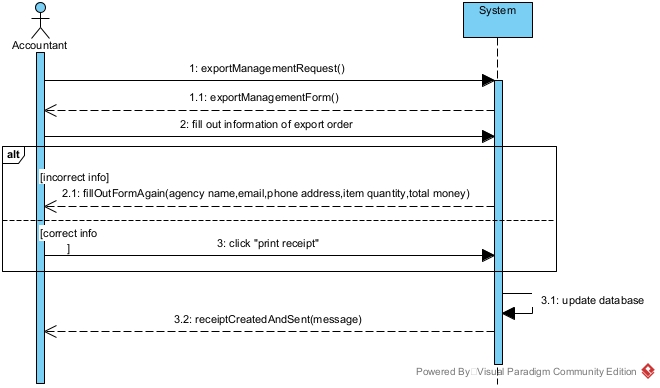 System
Accountant
1: exportManagementRequest()
1.1: exportManagementForm()
2: fill out information of export order
alt
[incorrect info]
2.1: fillOutFormAgain(agency name,email,phone address,item quantity,total money)
[correct info
]
3: click "print receipt"
3.1: update database
3.2: receiptCreatedAndSent(message)
Powered By Visual Paradigm Community Edition